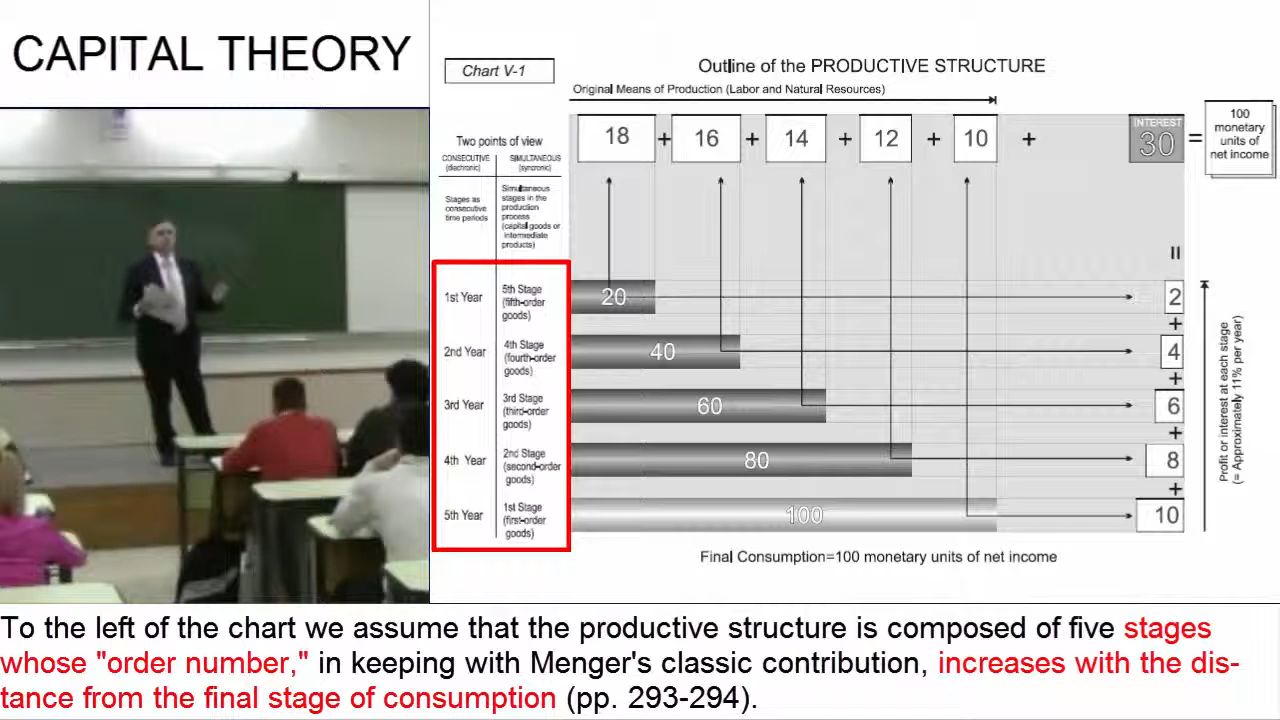 CAPITAL THEORY
Chart V-1
Outline of the PRODUCTIVE STRUCTURE
Original Means of Production (Labor and Natural Resources)
18 + 16 + 14 + 12 + 10 + INTEREST 30 =
100
monetary
units of
net income
Two points of view
CONSECUTIVE
(diachronic)
SIMULTANEOUS
(syncronic)
Stages as
consecutive
time periods
Simultaneous
stages in the
production
process
(capital goods or
intermediate
products)
=
1st Year
5th Stage
(fifth-order
goods)
20
2
+
2nd Year
4th Stage
(fourth-order
goods)
40
4
+
3rd Year
3rd Stage
(third-order
goods)
60
6
+
4th Year
2nd Stage
(second-order
goods)
80
8
+
5th Year
1st Stage
(first-order
goods)
100
10
Profit or interest at each stage
(= Approximately 11% per year)
Final Consumption=100 monetary units of net income
To the left of the chart we assume that the productive structure is composed of five stages
whose "order number," in keeping with Menger's classic contribution, increases with the dis-
tance from the final stage of consumption (pp. 293-294).